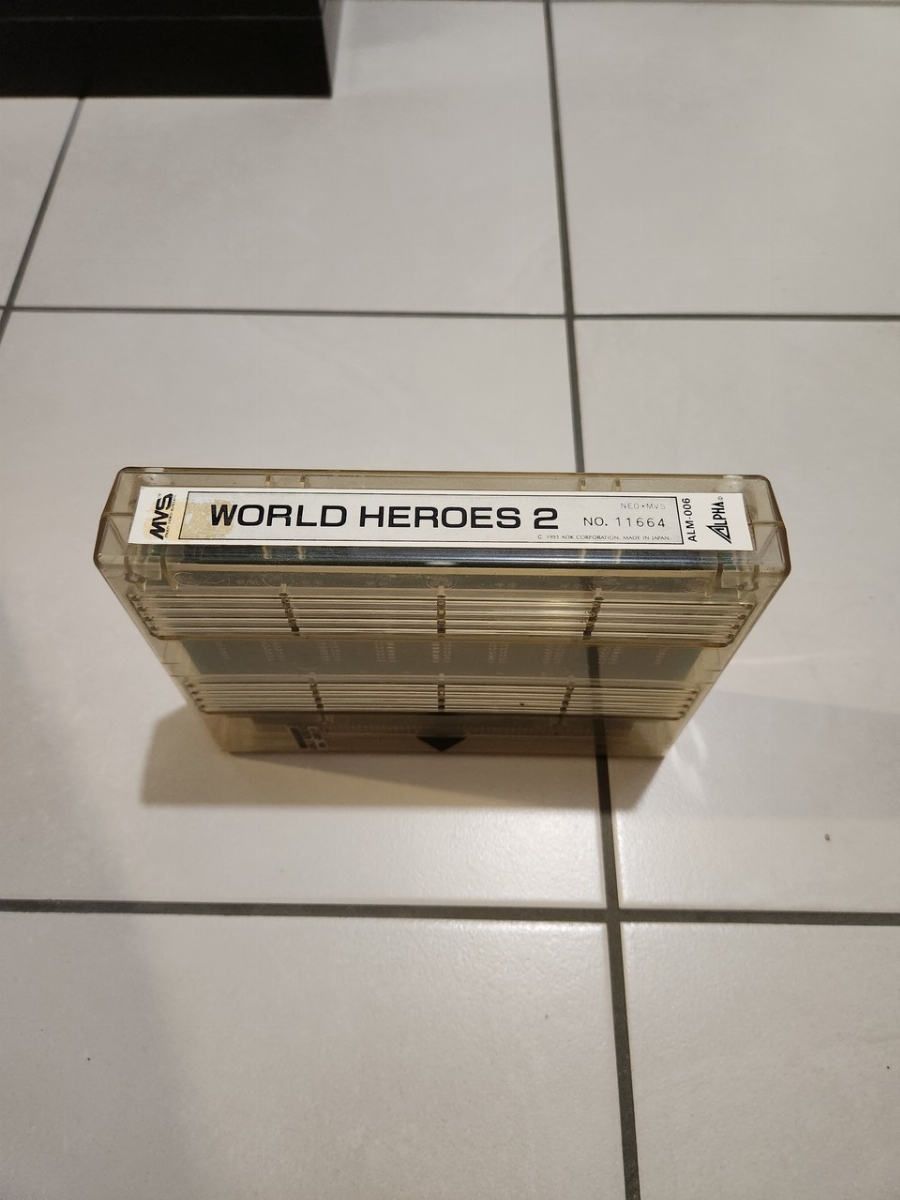 MVS
WORLD HEROES 2
NEO•MVS
NO. 11664
© 1993 ADK CORPORATION, MADE IN JAPAN.
ALM-006
ALPHA